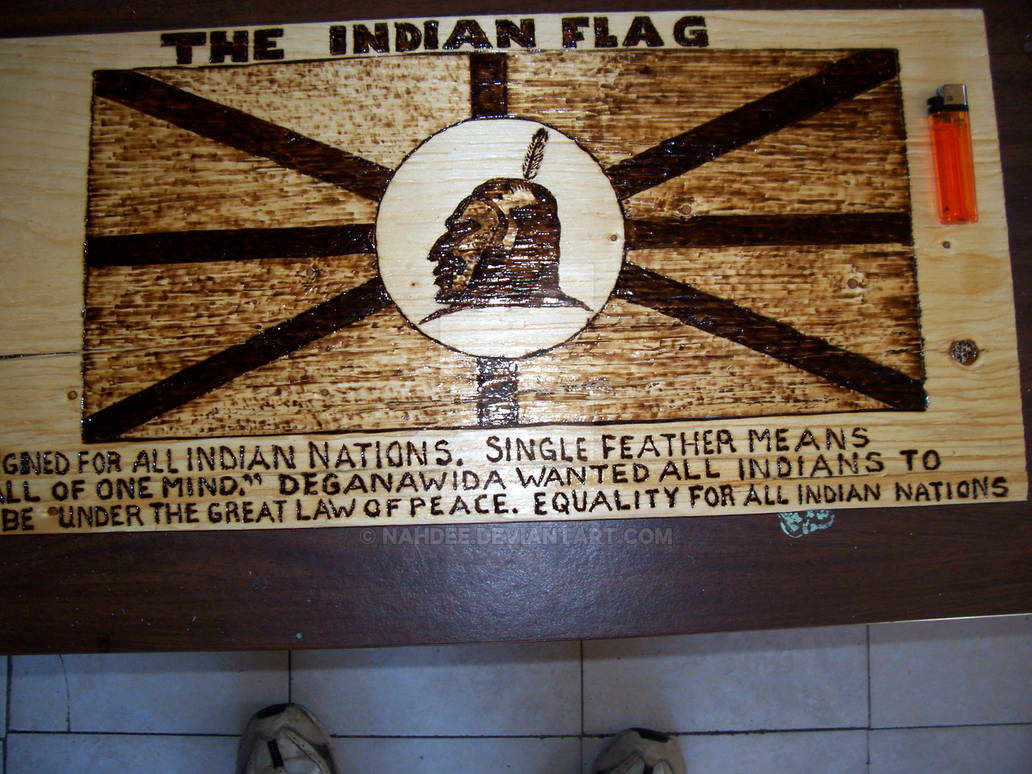 THE INDIAN FLAG
IGNED FOR ALL INDIAN NATIONS. SINGLE FEATHER MEANS
ALL OF ONE MIND." DEGANAWIDA WANTED ALL INDIANS TO
BE "UNDER THE GREAT LAW OF PEACE. EQUALITY FOR ALL INDIAN NATIONS
© NAHDEE.DEVIANTART.COM